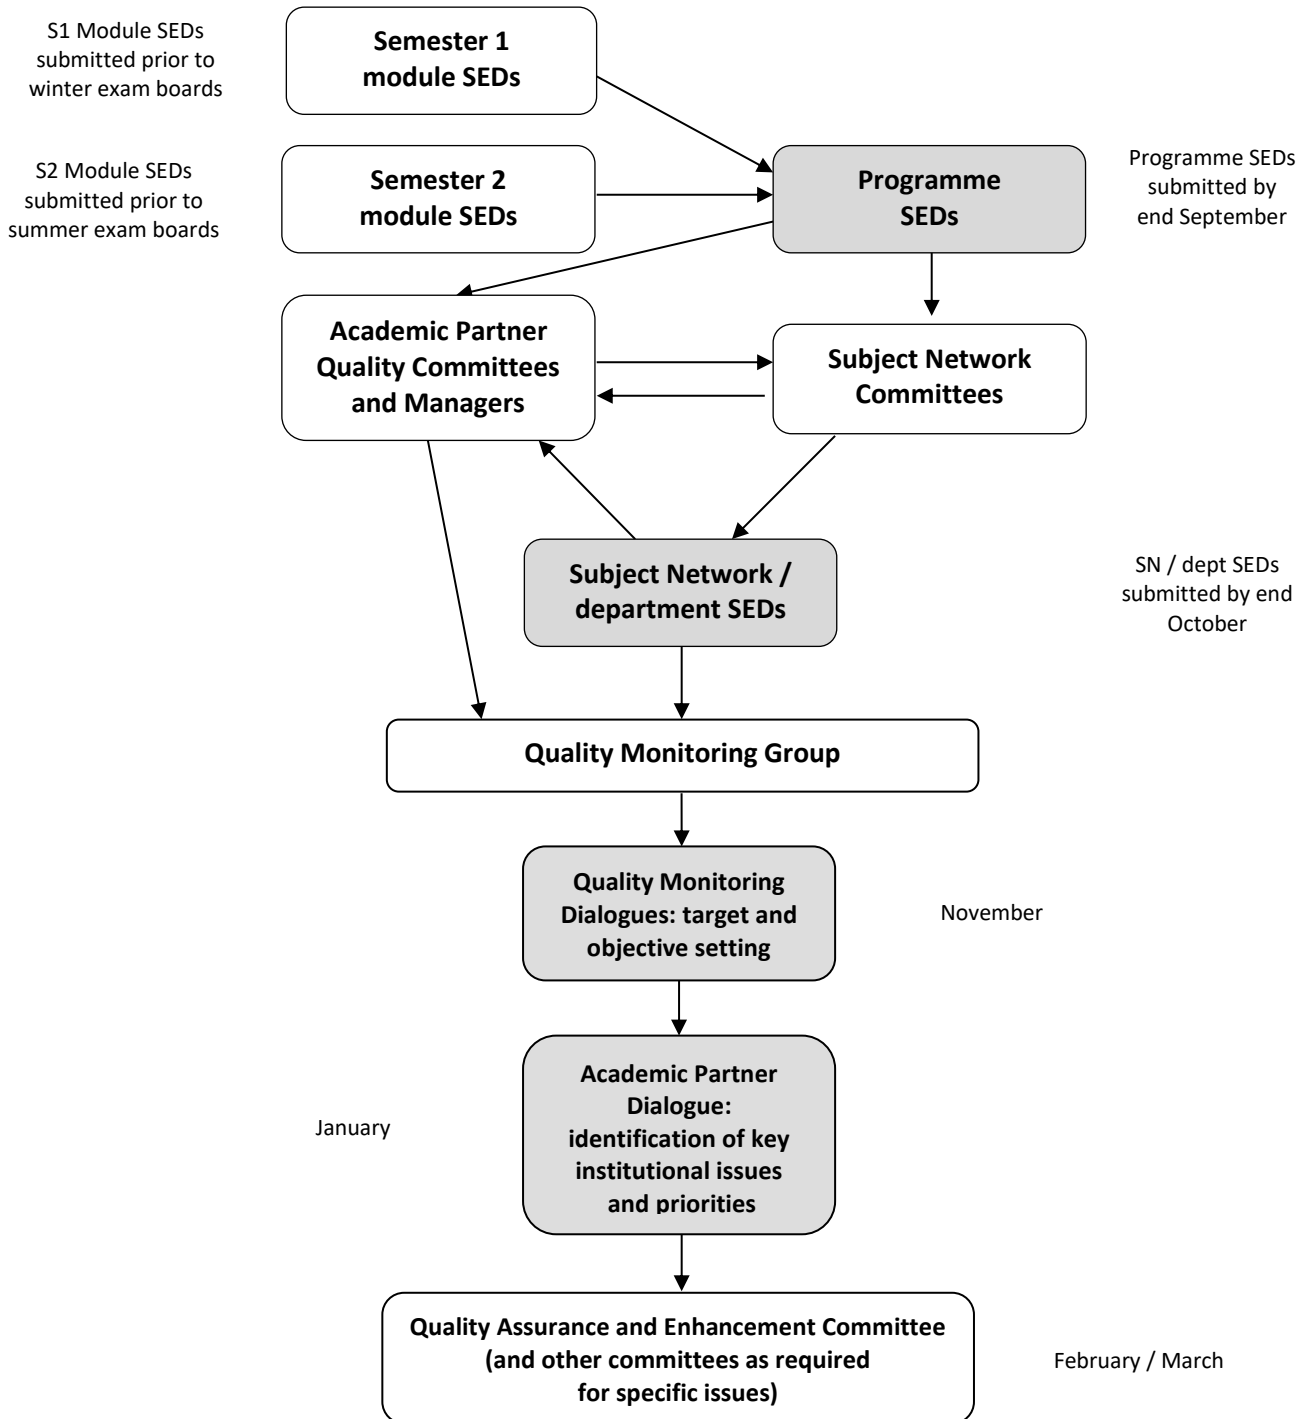 S1 Module SEDs
submitted prior to
winter exam boards
Semester 1
module SEDs
S2 Module SEDs
submitted prior to
summer exam boards
Semester 2
module SEDs
Programme
SEDs
Programme SEDs
submitted by
end September
Academic Partner
Quality Committees
and Managers
Subject Network
Committees
Subject Network /
department SEDs
SN / dept SEDs
submitted by end
October
Quality Monitoring Group
Quality Monitoring
Dialogues: target and
objective setting
November
Academic Partner
Dialogue:
identification of key
institutional issues
and priorities
January
Quality Assurance and Enhancement Committee
(and other committees as required
for specific issues)
February / March